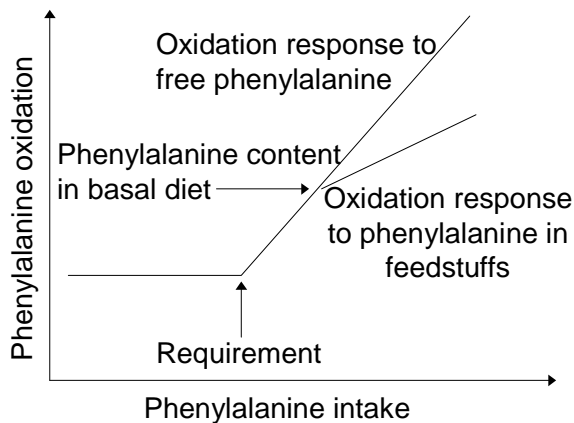 Oxidation response to
free phenylalanine
Phenylalanine content
in basal diet
Oxidation response
to phenylalanine in
feedstuffs
Requirement
Phenylalanine oxidation
Phenylalanine intake